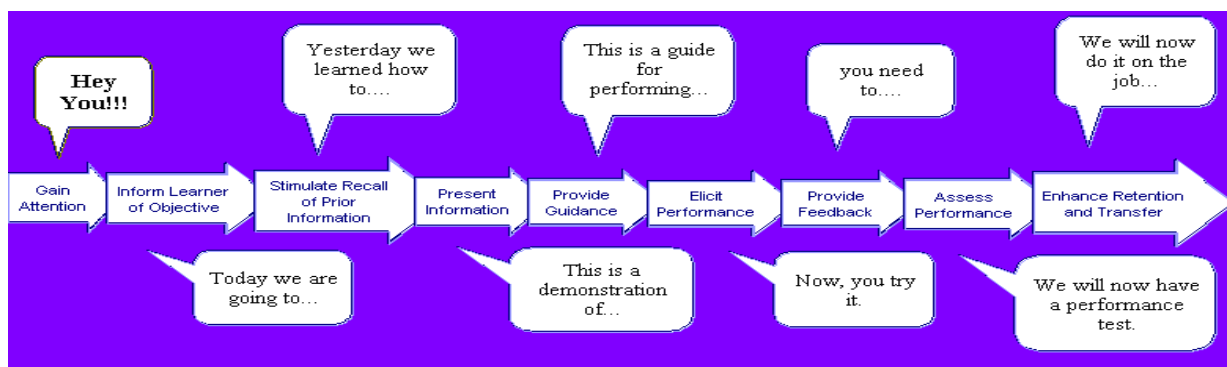 Hey
You!!!
Yesterday we
learned how
to....
This is a guide
for
performing...
you need
to....
We will now
do it on the
job...
Gain
Attention
Inform Learner
of Objective
Stimulate Recall
of Prior
Information
Present
Information
Provide
Guidance
Elicit
Performance
Provide
Feedback
Assess
Performance
Enhance Retention
and Transfer
Today we are
going to...
This is a
demonstration
of...
Now, you try
it.
We will now have
a performance
test.